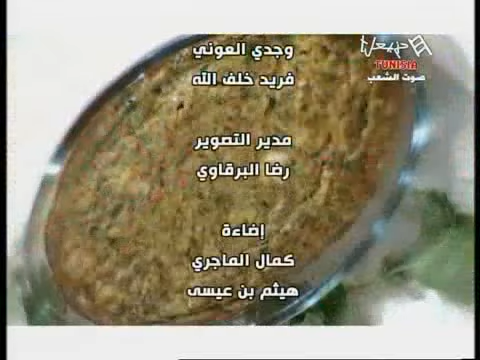 وجدي العوني
فريد خلف الله
مدير التصوير
رضا البرقاوي
إضاءة
كمال الماجري
هيثم بن عيسى
TUNISIA
صوت الشعب